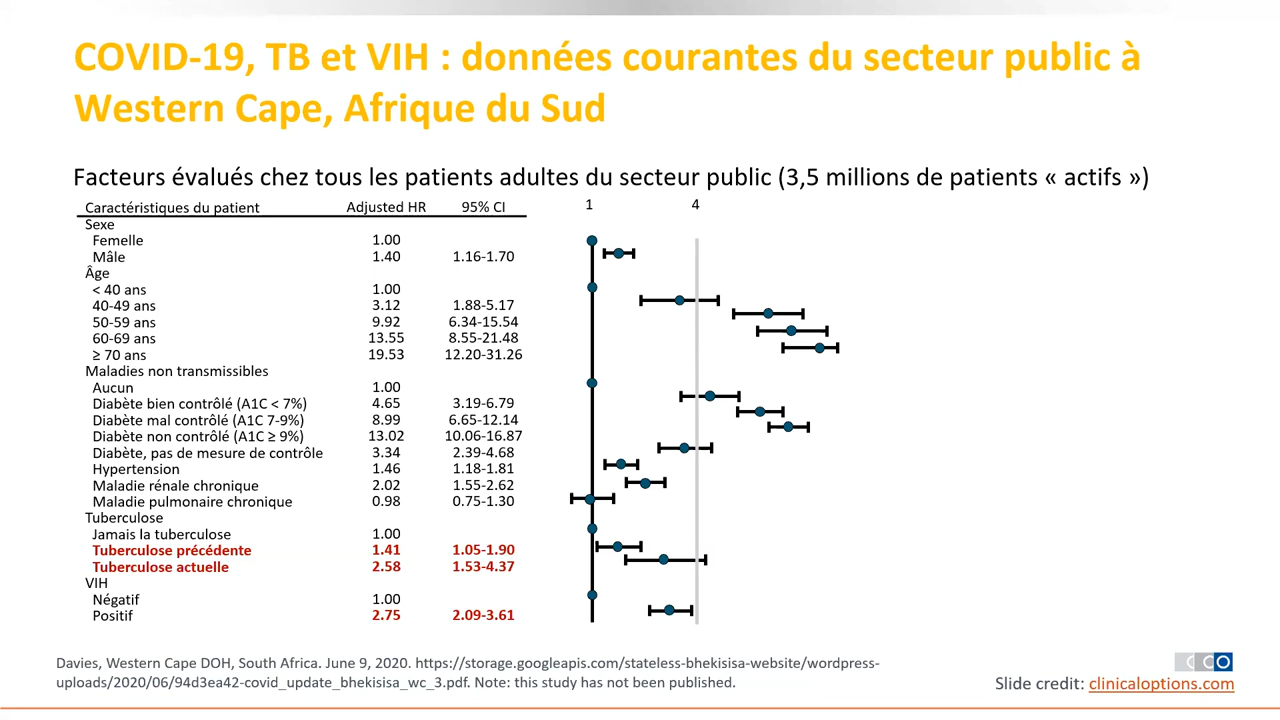 COVID-19, TB et VIH : données courantes du secteur public à
Western Cape, Afrique du Sud
Facteurs évalués chez tous les patients adultes du secteur public (3,5 millions de patients « actifs »)
Caractéristiques du patient Adjusted HR 95% CI 1 4
Sexe
Femelle 1.00
Mâle 1.40 1.16-1.70
Âge
< 40 ans 1.00
40-49 ans 3.12 1.88-5.17
50-59 ans 9.92 6.34-15.54
60-69 ans 13.55 8.55-21.48
≥ 70 ans 19.53 12.20-31.26
Maladies non transmissibles
Aucun 1.00
Diabète bien contrôlé (A1C < 7%) 4.65 3.19-6.79
Diabète mal contrôlé (A1C 7-9%) 8.99 6.65-12.14
Diabète non contrôlé (A1C ≥ 9%) 13.02 10.06-16.87
Diabète, pas de mesure de contrôle 3.34 2.39-4.68
Hypertension 1.46 1.18-1.81
Maladie rénale chronique 2.02 1.55-2.62
Maladie pulmonaire chronique 0.98 0.75-1.30
Tuberculose
Jamais la tuberculose 1.00
Tuberculose précédente 1.41 1.05-1.90
Tuberculose actuelle 2.58 1.53-4.37
VIH
Négatif 1.00
Positif 2.75 2.09-3.61
Davies, Western Cape DOH, South Africa. June 9, 2020. https://storage.googleapis.com/stateless-bhekisisa-website/wordpress-
uploads/2020/06/94d3ea42-covid_update_bhekisisa_wc_3.pdf. Note: this study has not been published.
CCO
Slide credit: clinicaloptions.com